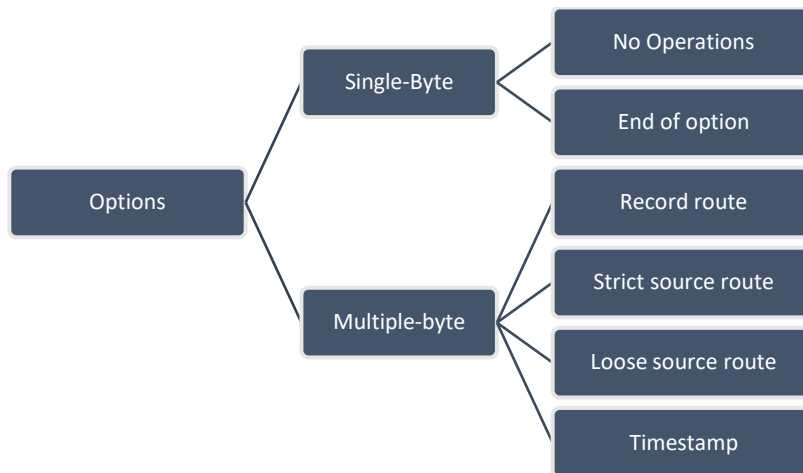 Options
Single-Byte
No Operations
End of option
Multiple-byte
Record route
Strict source route
Loose source route
Timestamp